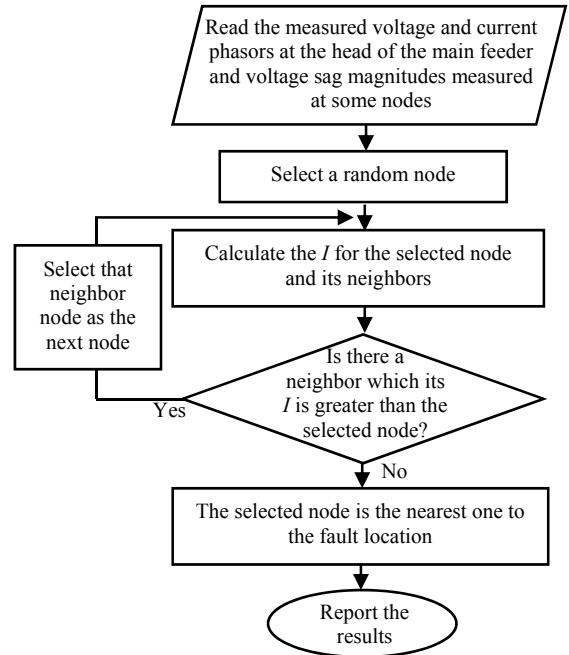 Read the measured voltage and current
phasors at the head of the main feeder
and voltage sag magnitudes measured
at some nodes
Select a random node
Calculate the I for the selected node
and its neighbors
Select that
neighbor
node as the
next node
Is there a
neighbor which its
I is greater than the
selected node?
Yes
No
The selected node is the nearest one to
the fault location
Report the
results